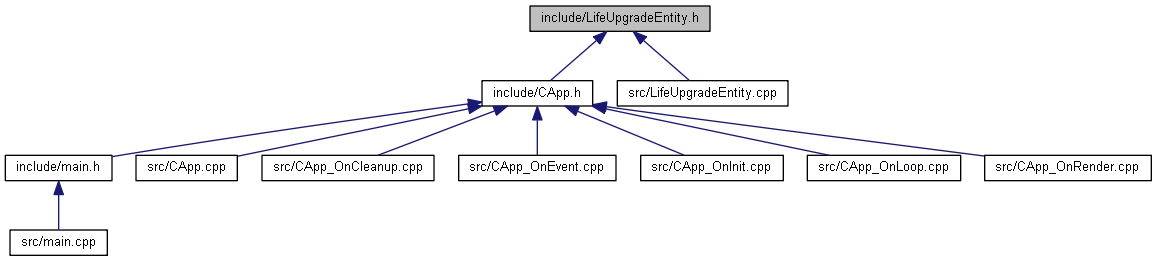 include/LifeUpgradeEntity.h
include/CApp.h
src/LifeUpgradeEntity.cpp
include/main.h
src/CApp.cpp
src/CApp_OnCleanup.cpp
src/CApp_OnEvent.cpp
src/CApp_OnInit.cpp
src/CApp_OnLoop.cpp
src/CApp_OnRender.cpp
src/main.cpp